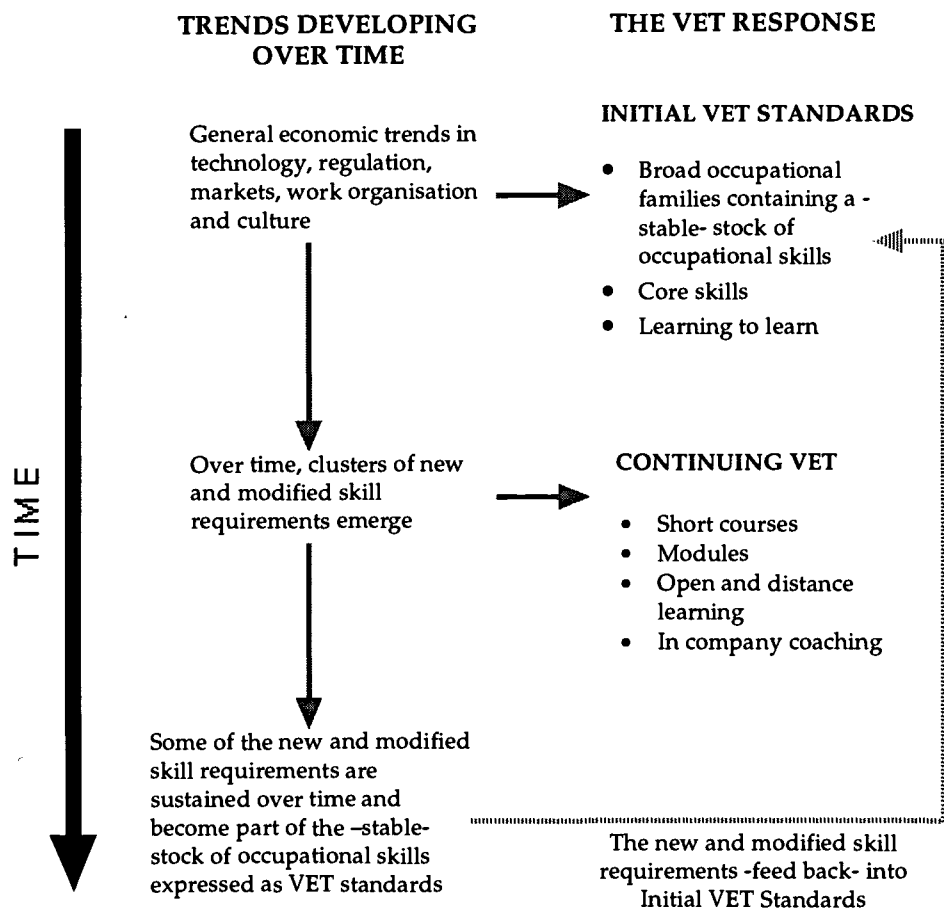 TRENDS DEVELOPING
OVER TIME
THE VET RESPONSE
General economic trends in
technology, regulation,
markets, work organisation
and culture
INITIAL VET STANDARDS
• Broad occupational
families containing a -
stable- stock of
occupational skills
• Core skills
• Learning to learn
TIME
Over time, clusters of new
and modified skill
requirements emerge
CONTINUING VET
• Short courses
• Modules
• Open and distance
learning
• In company coaching
Some of the new and modified
skill requirements are
sustained over time and
become part of the –stable-
stock of occupational skills
expressed as VET standards
The new and modified skill
requirements -feed back- into
Initial VET Standards